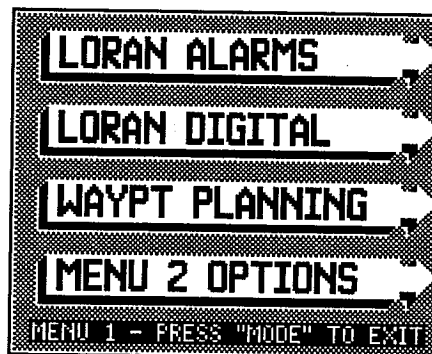 LORAN ALARMS
LORAN DIGITAL
WAYPT PLANNING
MENU 2 OPTIONS
MENU 1 - PRESS "MODE" TO EXIT